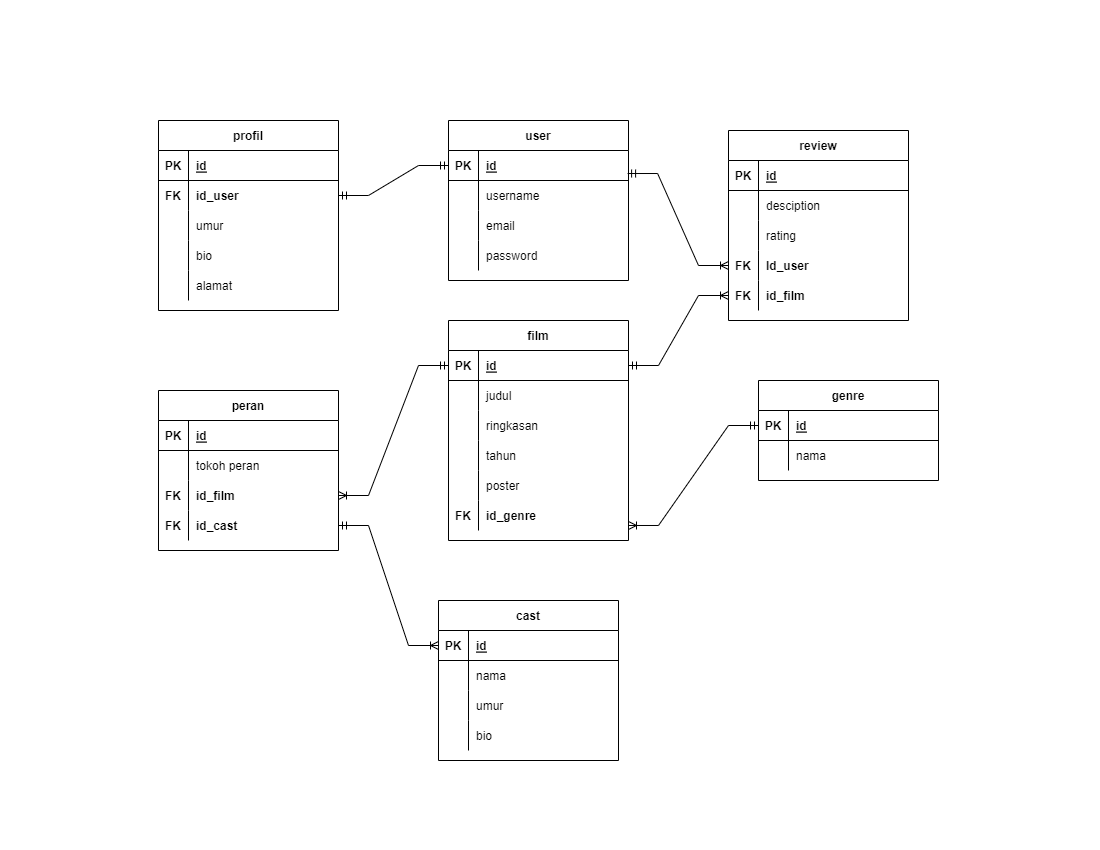 profil
PK id
FK id_user
umur
bio
alamat
user
PK id
username
email
password
review
PK id
desciption
rating
FK Id_user
FK id_film
film
PK id
judul
ringkasan
tahun
poster
FK id_genre
peran
PK id
tokoh peran
FK id_film
FK id_cast
genre
PK id
nama
cast
PK id
nama
umur
bio